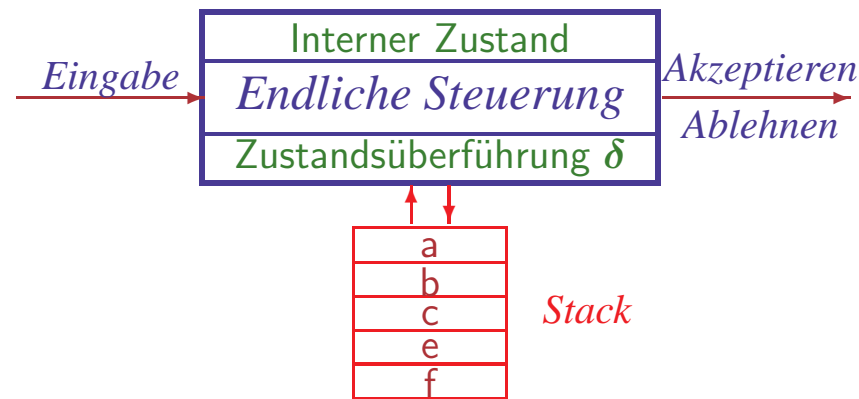 Interner Zustand
Eingabe
Endliche Steuerung
Akzeptieren
Ablehnen
Zustandsüberführung δ
a
b
c
e
f
Stack